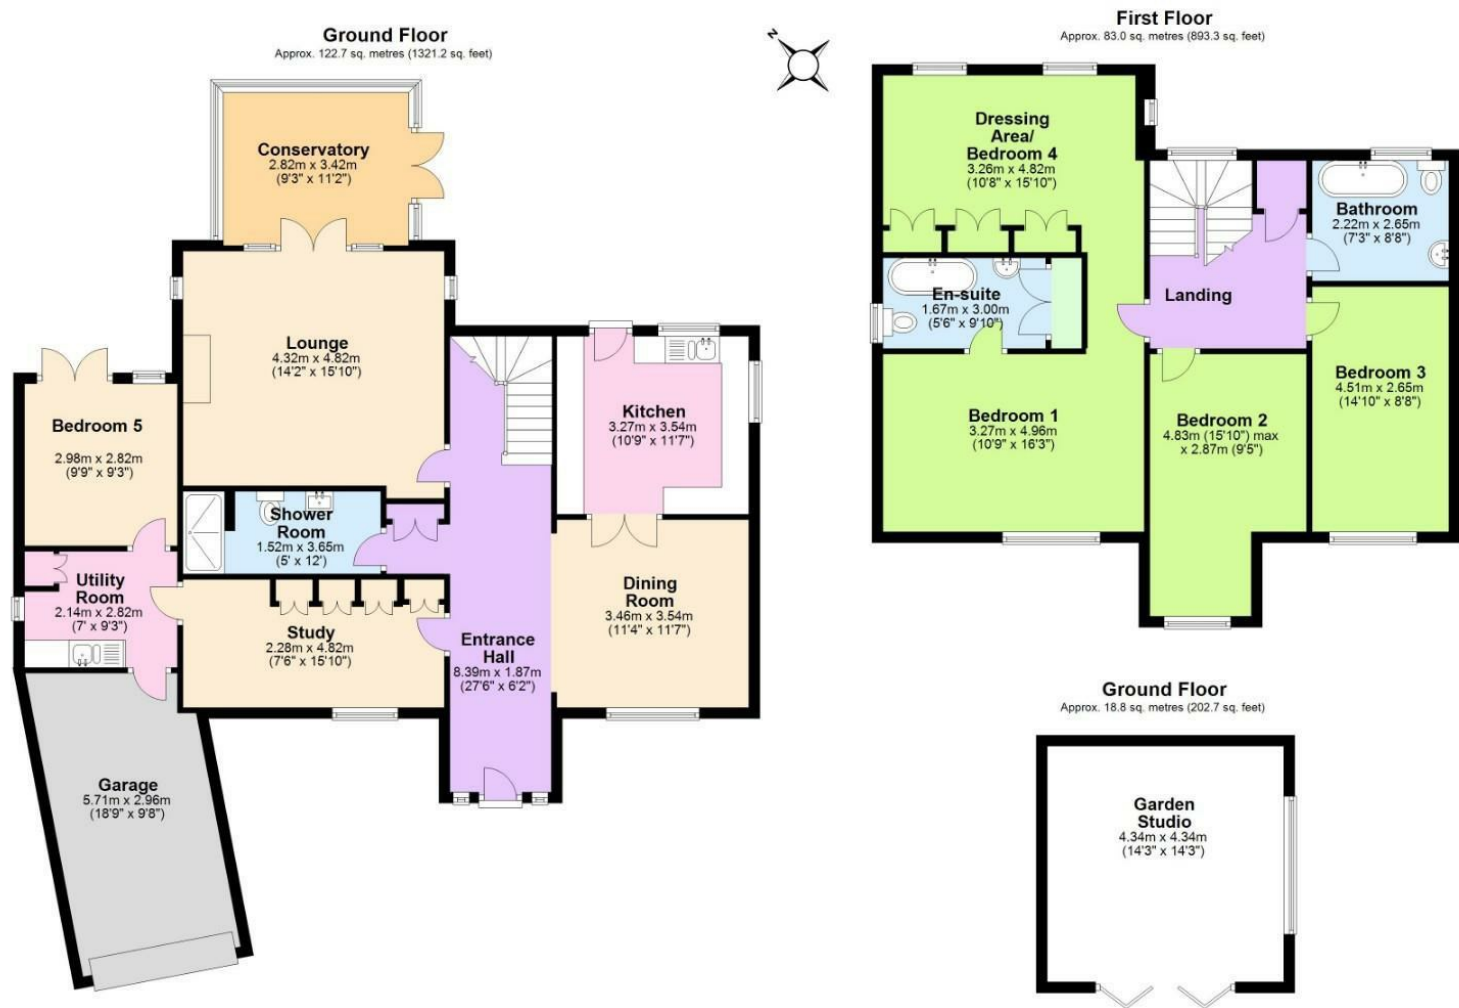 Ground Floor
Approx. 122.7 sq. metres (1321.2 sq. feet)
Conservatory
2.82m x 3.42m
(9'3" x 11'2")
Lounge
4.32m x 4.82m
(14'2" x 15'10")
Bedroom 5
2.98m x 2.82m
(9'9" x 9'3")
Kitchen
3.27m x 3.54m
(10'9" x 11'7")
Shower
Room
1.52m x 3.65m
(5' x 12')
Utility
Room
2.14m x 2.82m
(7' x 9'3")
Study
2.28m x 4.82m
(7'6" x 15'10")
Entrance
Hall
8.39m x 1.87m
(27'6" x 6'2")
Dining
Room
3.46m x 3.54m
(11'4" x 11'7")
Garage
5.71m x 2.96m
(18'9" x 9'8")
N
First Floor
Approx. 83.0 sq. metres (893.3 sq. feet)
Dressing
Area/
Bedroom 4
3.26m x 4.82m
(10'8" x 15'10")
Bathroom
2.22m x 2.65m
(7'3" x 8'8")
En-suite
1.67m x 3.00m
(5'6" x 9'10")
Landing
Bedroom 1
3.27m x 4.96m
(10'9" x 16'3")
Bedroom 2
4.83m (15'10") max
x 2.87m (9'5")
Bedroom 3
4.51m x 2.65m
(14'10" x 8'8")
Ground Floor
Approx. 18.8 sq. metres (202.7 sq. feet)
Garden
Studio
4.34m x 4.34m
(14'3" x 14'3")